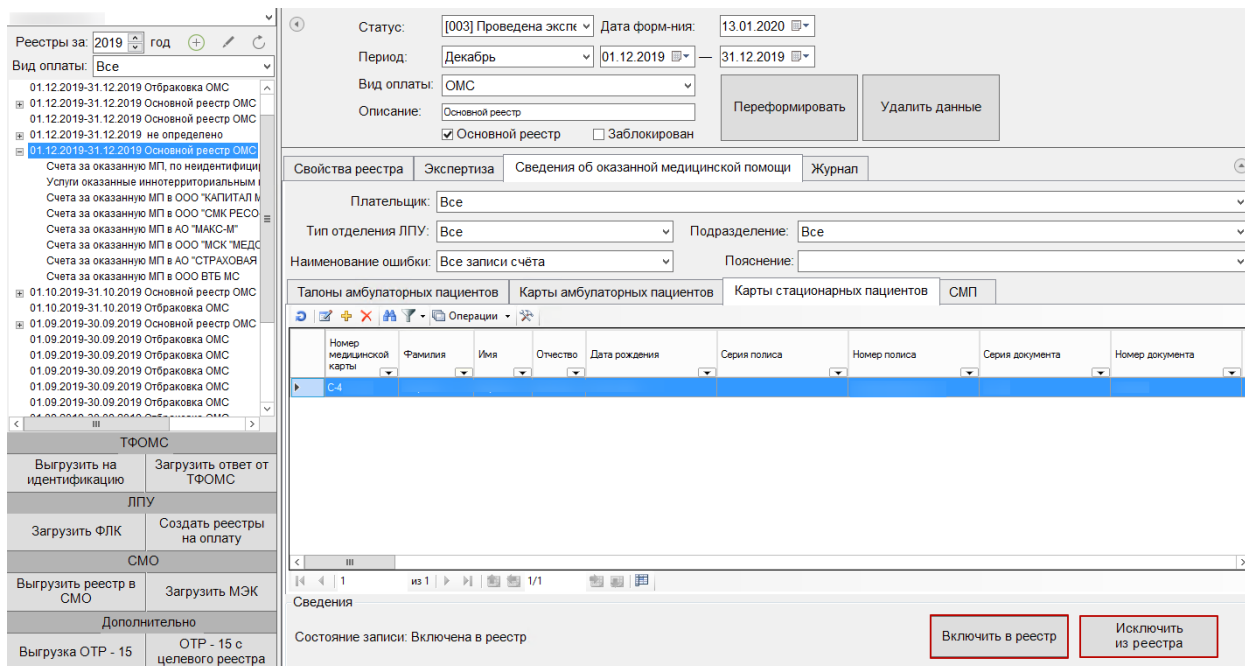 Реестры за: 2019 год
Вид оплаты: Все
01.12.2019-31.12.2019 Отбраковка ОМС
01.12.2019-31.12.2019 Основной реестр ОМС
01.12.2019-31.12.2019 Основной реестр ОМС
01.12.2019-31.12.2019 не определено
01.12.2019-31.12.2019 Основной реестр ОМС
Счета за оказанную МП, по неидентифици
Услуги оказанные иннотерриториальным
Счета за оказанную МП в ООО "КАПИТАЛ М
Счета за оказанную МП в ООО "СМК РЕСО-
Счета за оказанную МП в АО "МАКС-М"
Счета за оказанную МП в ООО "МСК "МЕДС
Счета за оказанную МП в АО "СТРАХОВАЯ
Счета за оказанную МП в ООО ВТБ МС
01.10.2019-31.10.2019 Основной реестр ОМС
01.10.2019-31.10.2019 Отбраковка ОМС
01.09.2019-30.09.2019 Основной реестр ОМС
01.09.2019-30.09.2019 Отбраковка ОМС
01.09.2019-30.09.2019 Отбраковка ОМС
01.09.2019-30.09.2019 Отбраковка ОМС
01.09.2019-30.09.2019 Отбраковка ОМС
01.09.2019-30.09.2019 Отбраковка ОМС
ТФОМС
Выгрузить на идентификацию
Загрузить ответ от ТФОМС
ЛПУ
Загрузить ФЛК
Создать реестры на оплату
СМО
Выгрузить реестр в СМО
Загрузить МЭК
Дополнительно
Выгрузка ОТР - 15
ОТР - 15 с целевого реестра
Статус: [003] Проведена экспе Дата форм-ния: 13.01.2020
Период: Декабрь 01.12.2019 — 31.12.2019
Вид оплаты: ОМС
Описание: Основной реестр
Основной реестр Заблокирован
Переформировать Удалить данные
Свойства реестра Экспертиза Сведения об оказанной медицинской помощи Журнал
Плательщик: Все
Тип отделения ЛПУ: Все Подразделение: Все
Наименование ошибки: Все записи счёта Пояснение:
Талоны амбулаторных пациентов Карты амбулаторных пациентов Карты стационарных пациентов СМП
Операции
Номер медицинской карты Фамилия Имя Отчество Дата рождения Серия полиса Номер полиса Серия документа Номер документа
С-4
1 из 1 1/1
Сведения
Состояние записи: Включена в реестр
Включить в реестр
Исключить из реестра